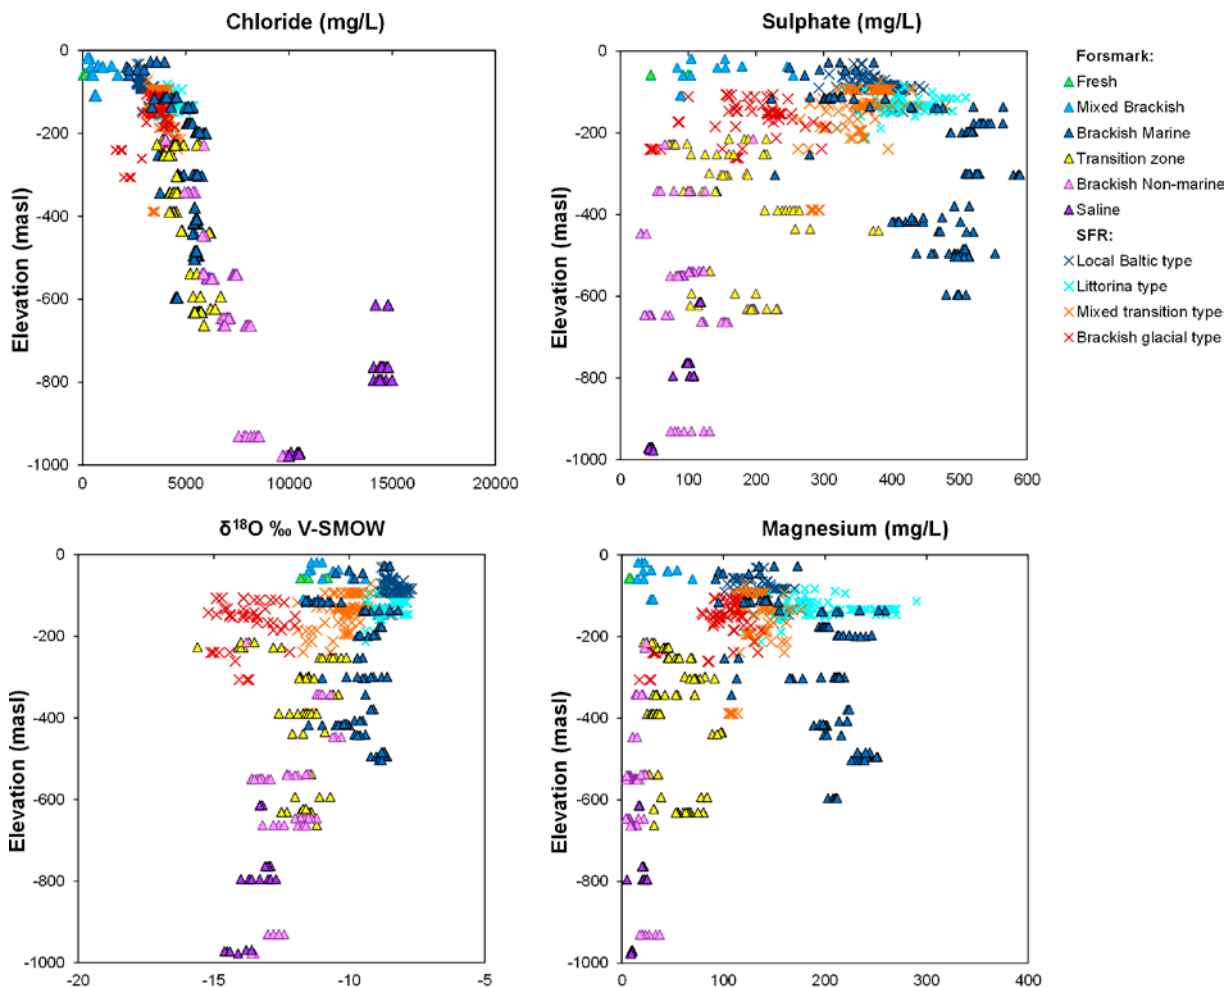 Chloride (mg/L)
0
-200
-400
-600
-800
-1000
Elevation (masl)
0
5000
10000
15000
20000
Sulphate (mg/L)
0
-200
-400
-600
-800
-1000
Elevation (masl)
0
100
200
300
400
500
600
Forsmark:
Fresh
Mixed Brackish
Brackish Marine
Transition zone
Brackish Non-marine
Saline
SFR:
Local Baltic type
Littorina type
Mixed transition type
Brackish glacial type
δ¹⁸O ‰ V-SMOW
0
-200
-400
-600
-800
-1000
Elevation (masl)
-20
-15
-10
-5
Magnesium (mg/L)
0
-200
-400
-600
-800
-1000
Elevation (masl)
0
100
200
300
400